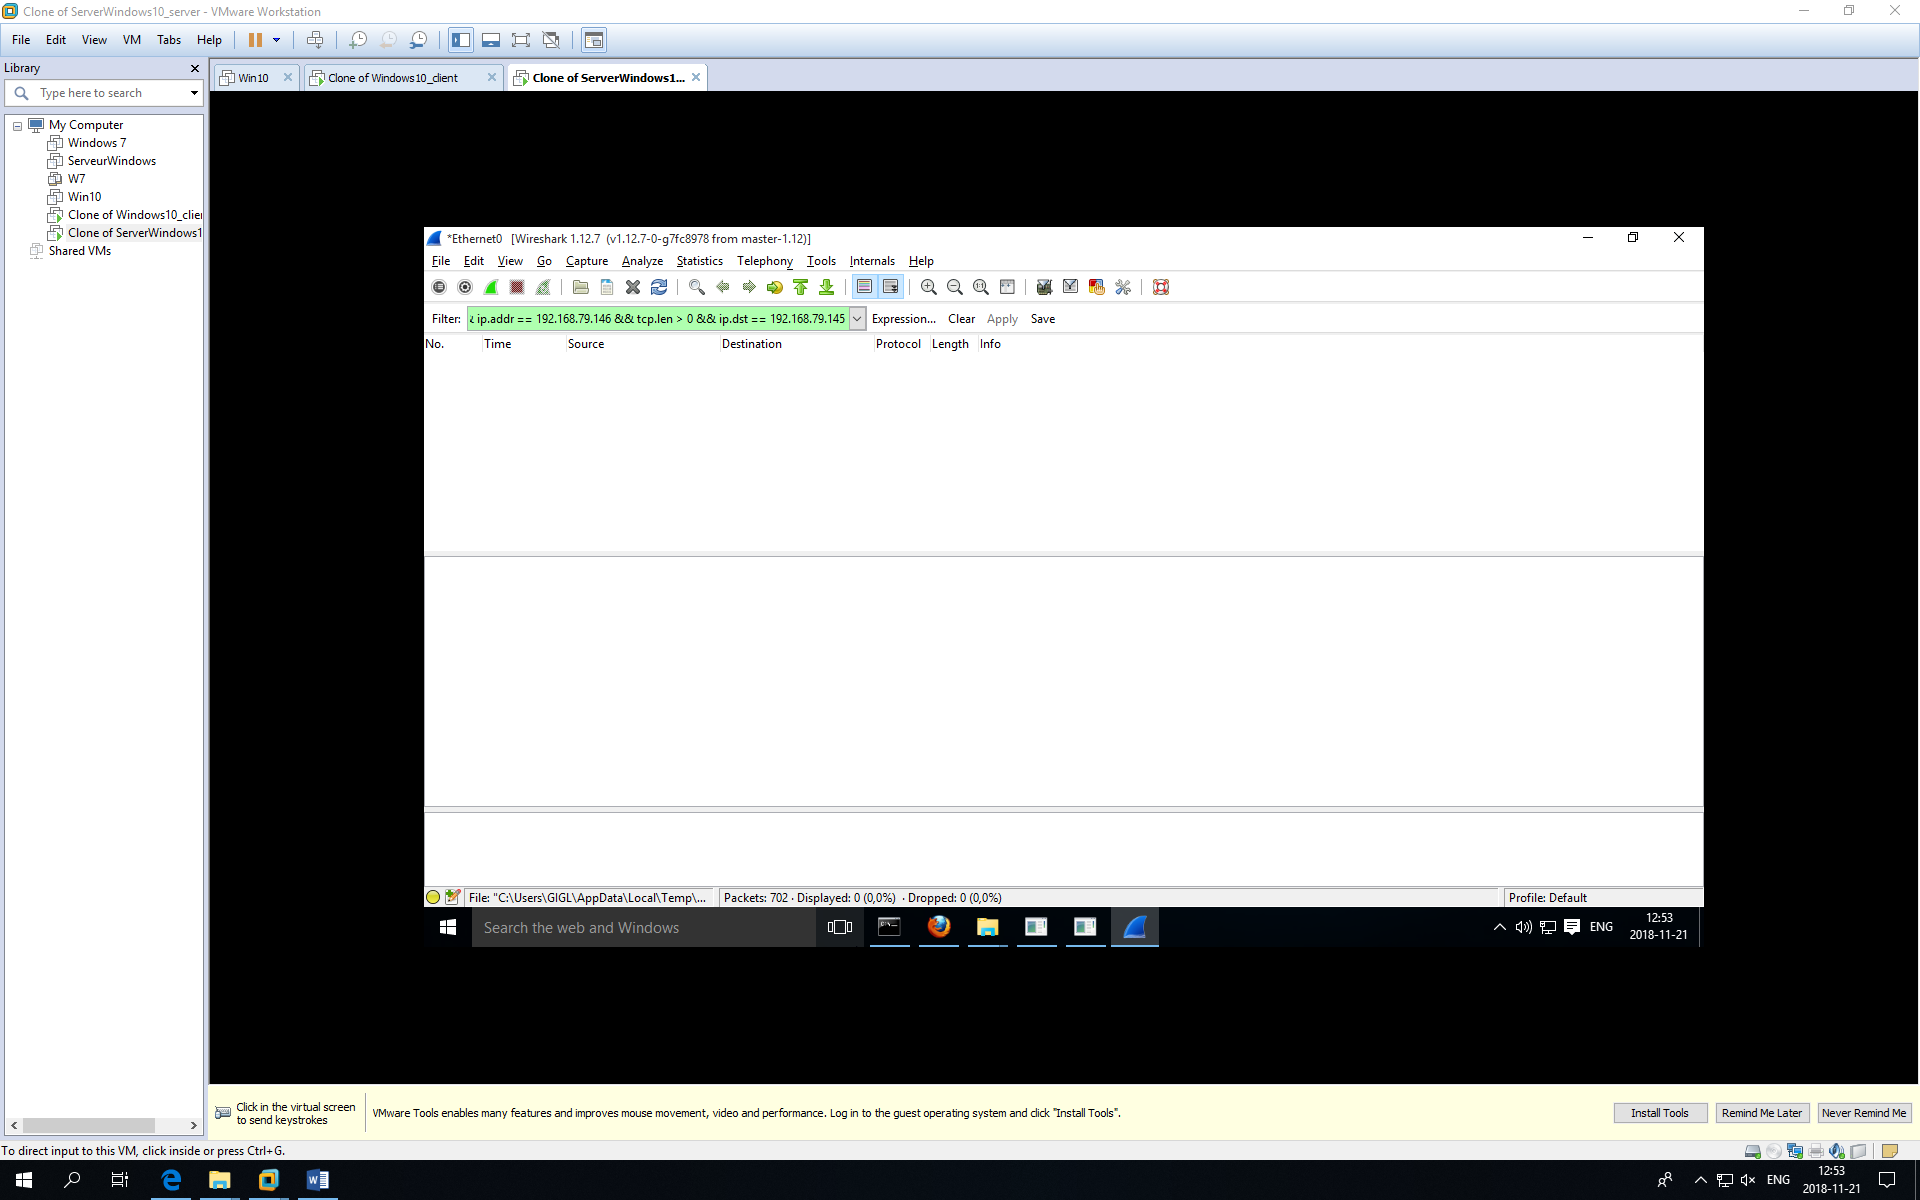 Clone of ServerWindows10_server - VMware Workstation
File Edit View VM Tabs Help
Library
Type here to search
My Computer
Windows 7
ServeurWindows
W7
Win10
Clone of Windows10_clier
Clone of ServerWindows1
Shared VMs
Win10
Clone of Windows10_client
Clone of ServerWindows1...
*Ethernet0 [Wireshark 1.12.7 (v1.12.7-0-g7fc8978 from master-1.12)]
File Edit View Go Capture Analyze Statistics Telephony Tools Internals Help
Filter: & ip.addr == 192.168.79.146 && tcp.len > 0 && ip.dst == 192.168.79.145 Expression... Clear Apply Save
No. Time Source Destination Protocol Length Info
File: "C:\Users\GIGL\AppData\Local\Temp\... Packets: 702 · Displayed: 0 (0,0%) · Dropped: 0 (0,0%) Profile: Default
Search the web and Windows
ENG
12:53
2018-11-21
Click in the virtual screen
to send keystrokes
VMware Tools enables many features and improves mouse movement, video and performance. Log in to the guest operating system and click "Install Tools".
Install Tools Remind Me Later Never Remind Me
To direct input to this VM, click inside or press Ctrl+G.
ENG
12:53
2018-11-21